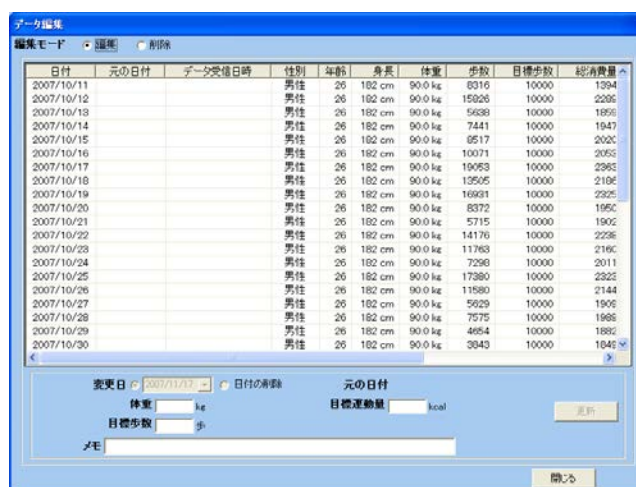 データ編集
編集モード 編集 削除
日付 元の日付 データ受信日時 性別 年齢 身長 体重 歩数 目標歩数 総消費量
2007/10/11 男性 26 182 cm 90.0 kg 8316 10000 1394
2007/10/12 男性 26 182 cm 90.0 kg 15826 10000 2289
2007/10/13 男性 26 182 cm 90.0 kg 5638 10000 1859
2007/10/14 男性 26 182 cm 90.0 kg 7441 10000 1947
2007/10/15 男性 26 182 cm 90.0 kg 8517 10000 2020
2007/10/16 男性 26 182 cm 90.0 kg 10071 10000 2053
2007/10/17 男性 26 182 cm 90.0 kg 19053 10000 2363
2007/10/18 男性 26 182 cm 90.0 kg 13505 10000 2186
2007/10/19 男性 26 182 cm 90.0 kg 16931 10000 2325
2007/10/20 男性 26 182 cm 90.0 kg 8372 10000 1950
2007/10/21 男性 26 182 cm 90.0 kg 5715 10000 1902
2007/10/22 男性 26 182 cm 90.0 kg 14176 10000 2238
2007/10/23 男性 26 182 cm 90.0 kg 11763 10000 2160
2007/10/24 男性 26 182 cm 90.0 kg 7298 10000 2011
2007/10/25 男性 26 182 cm 90.0 kg 17380 10000 2323
2007/10/26 男性 26 182 cm 90.0 kg 11580 10000 2144
2007/10/27 男性 26 182 cm 90.0 kg 5629 10000 1909
2007/10/28 男性 26 182 cm 90.0 kg 7575 10000 1989
2007/10/29 男性 26 182 cm 90.0 kg 4654 10000 1882
2007/10/30 男性 26 182 cm 90.0 kg 3843 10000 1849
変更日 2007/11/17 日付の削除 元の日付
体重 kg 目標運動量 kcal
更新
目標歩数 歩
メモ
閉じる